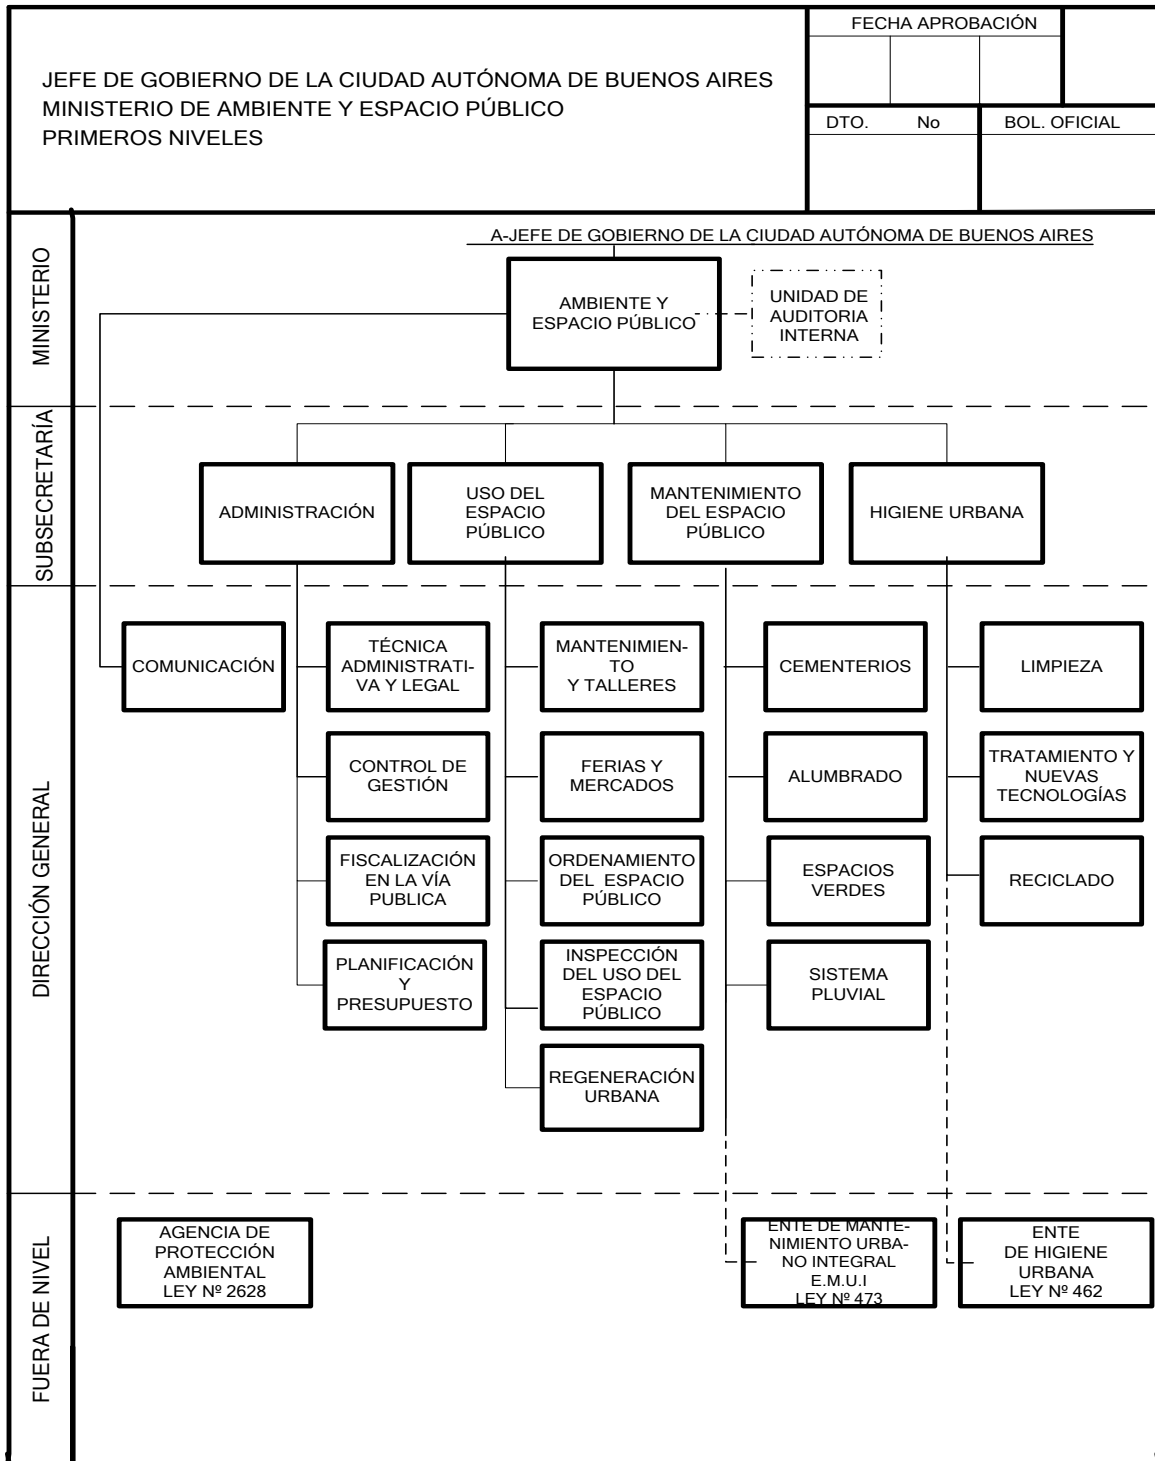 JEFE DE GOBIERNO DE LA CIUDAD AUTÓNOMA DE BUENOS AIRES
MINISTERIO DE AMBIENTE Y ESPACIO PÚBLICO
PRIMEROS NIVELES
FECHA APROBACIÓN
DTO. No
BOL. OFICIAL
MINISTERIO
A-JEFE DE GOBIERNO DE LA CIUDAD AUTÓNOMA DE BUENOS AIRES
AMBIENTE Y
ESPACIO PÚBLICO
UNIDAD DE
AUDITORIA
INTERNA
SUBSECRETARÍA
ADMINISTRACIÓN
USO DEL
ESPACIO
PÚBLICO
MANTENIMIENTO
DEL ESPACIO
PÚBLICO
HIGIENE URBANA
DIRECCIÓN GENERAL
COMUNICACIÓN
TÉCNICA
ADMINISTRATI-
VA Y LEGAL
MANTENIMIEN-
TO
Y TALLERES
CEMENTERIOS
LIMPIEZA
CONTROL DE
GESTIÓN
FERIAS Y
MERCADOS
ALUMBRADO
TRATAMIENTO Y
NUEVAS
TECNOLOGÍAS
FISCALIZACIÓN
EN LA VÍA
PUBLICA
ORDENAMIENTO
DEL ESPACIO
PÚBLICO
ESPACIOS
VERDES
RECICLADO
PLANIFICACIÓN
Y
PRESUPUESTO
INSPECCIÓN
DEL USO DEL
ESPACIO
PÚBLICO
SISTEMA
PLUVIAL
REGENERACIÓN
URBANA
FUERA DE NIVEL
AGENCIA DE
PROTECCIÓN
AMBIENTAL
LEY Nº 2628
ENTE DE MANTE-
NIMIENTO URBA-
NO INTEGRAL
E.M.U.I
LEY Nº 473
ENTE
DE HIGIENE
URBANA
LEY Nº 462